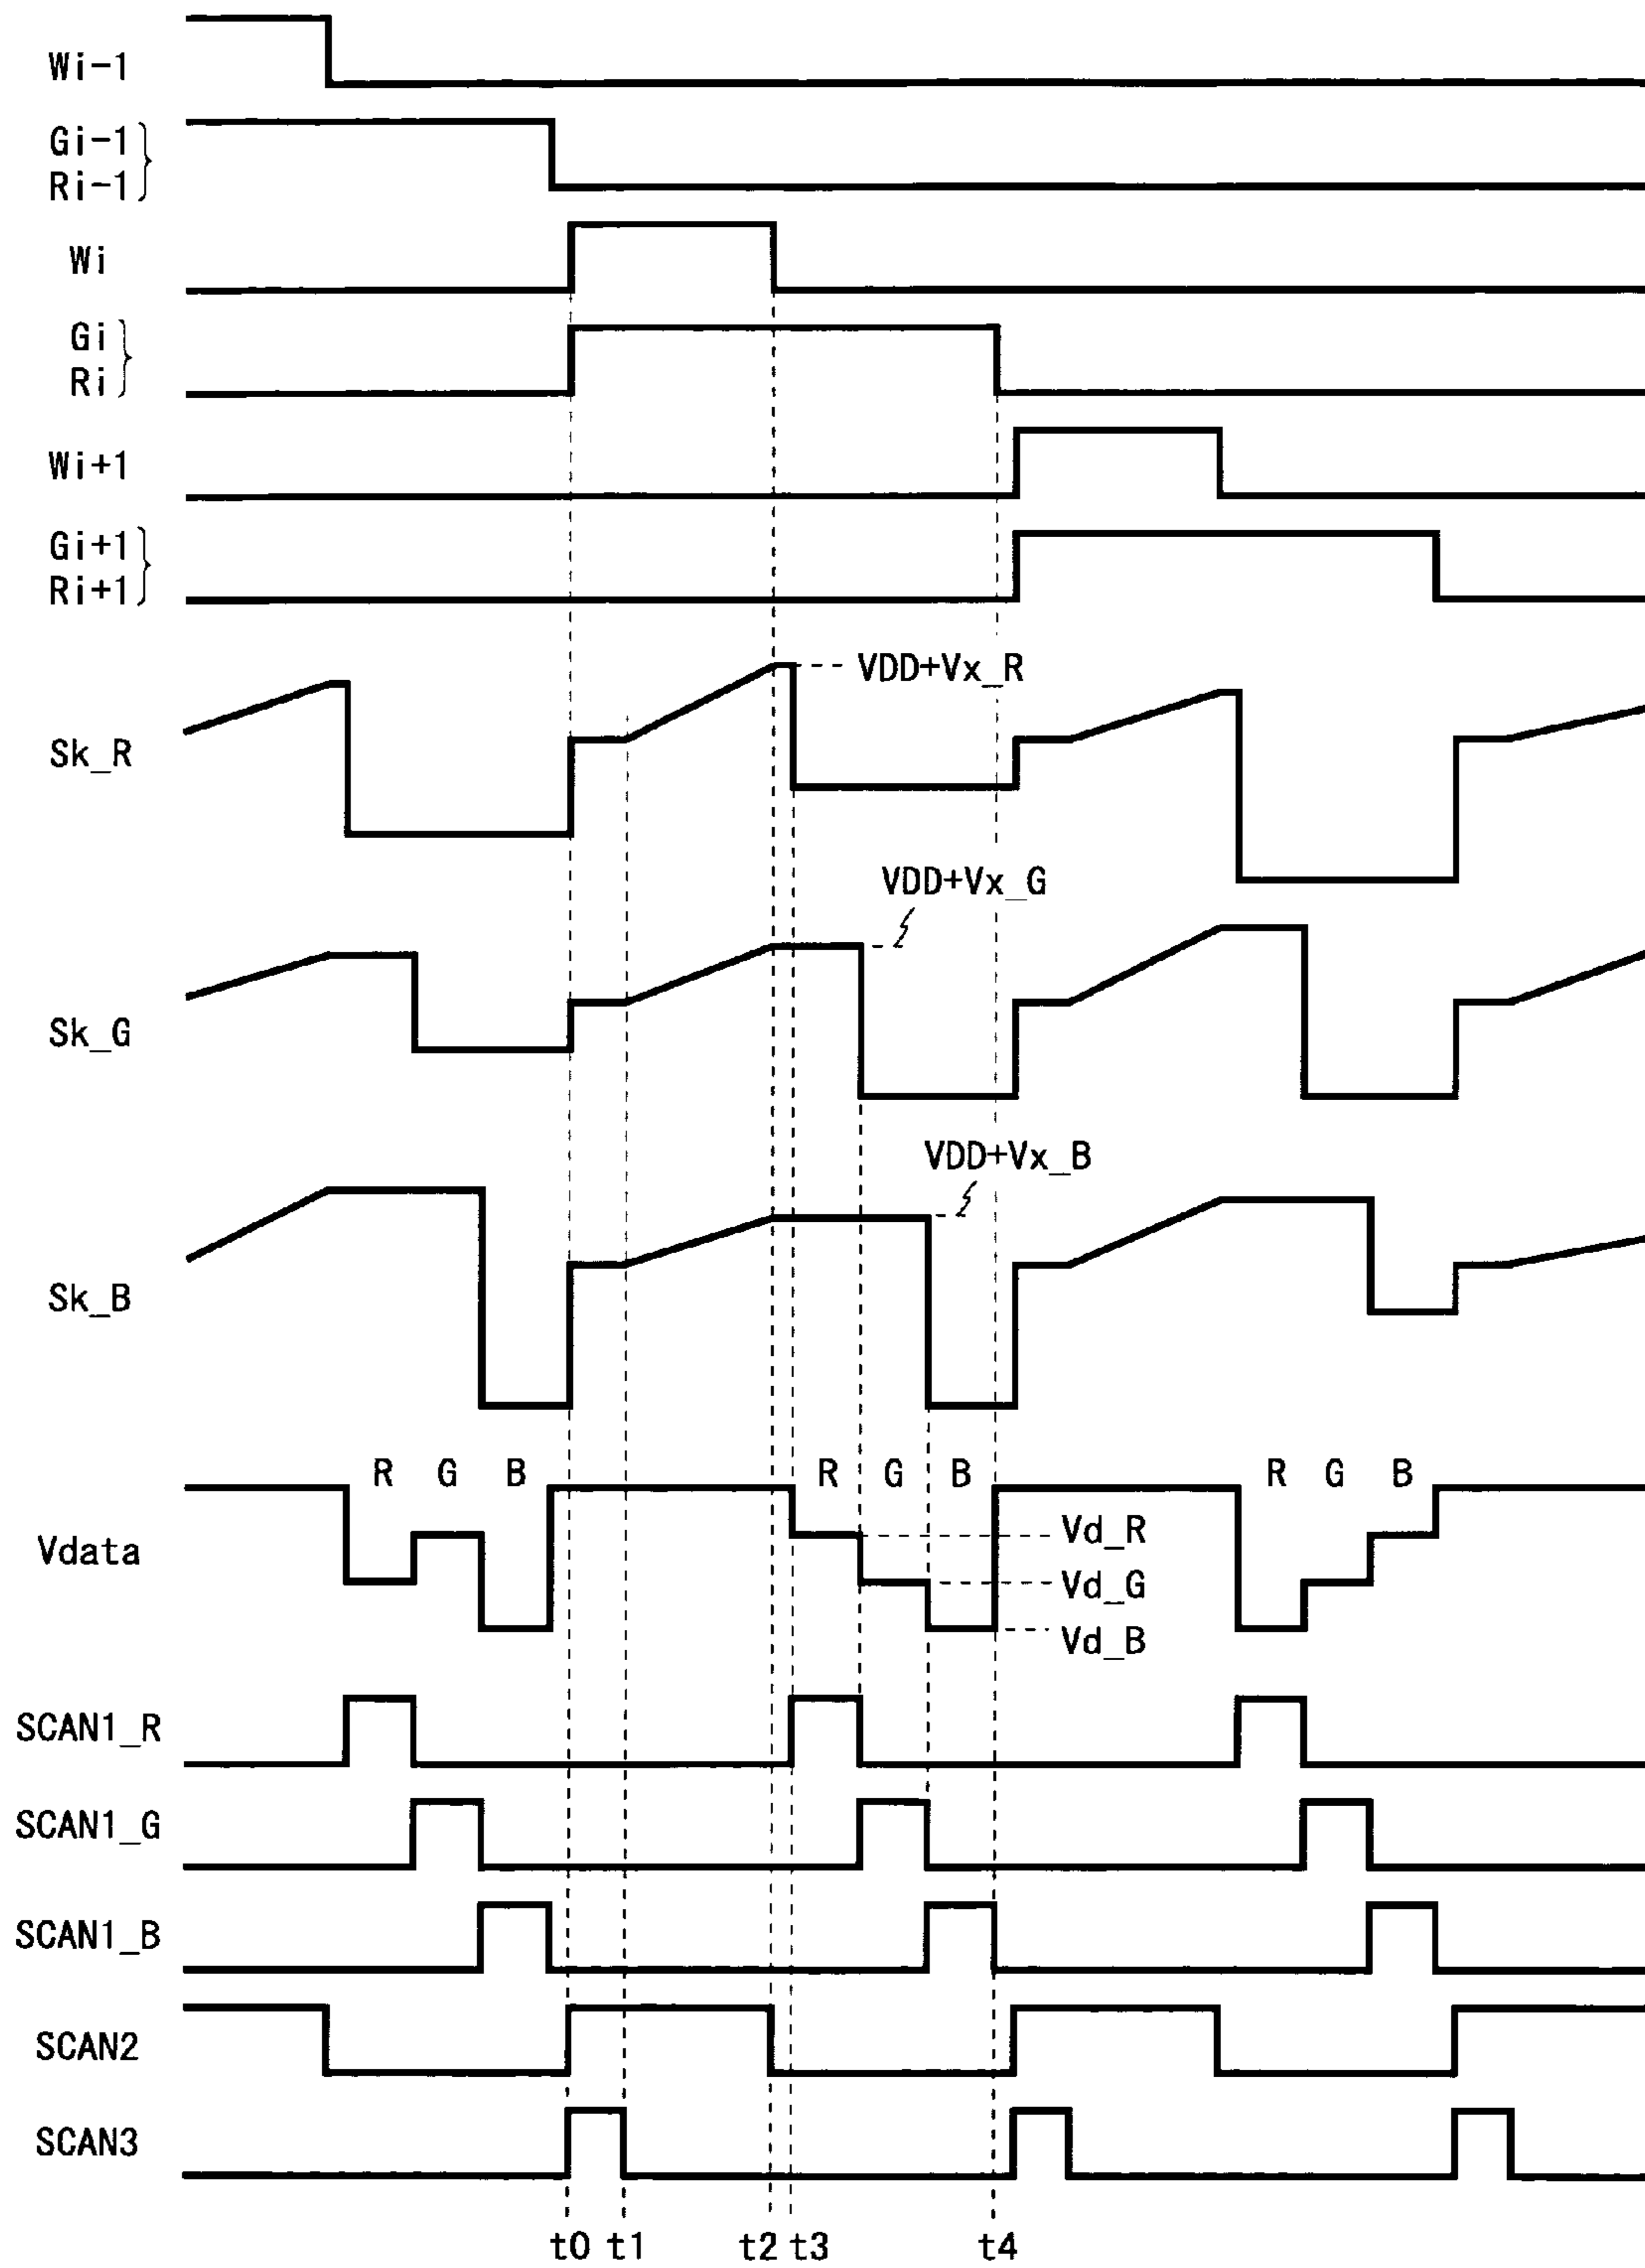 Wi-1
Gi-1
Ri-1
Wi
Gi
Ri
Wi+1
Gi+1
Ri+1
VDD+Vx_R
Sk_R
VDD+Vx_G
Sk_G
VDD+Vx_B
Sk_B
R G B R G B R G B
Vd_R
Vdata
Vd_G
Vd_B
SCAN1_R
SCAN1_G
SCAN1_B
SCAN2
SCAN3
t0 t1 t2 t3 t4